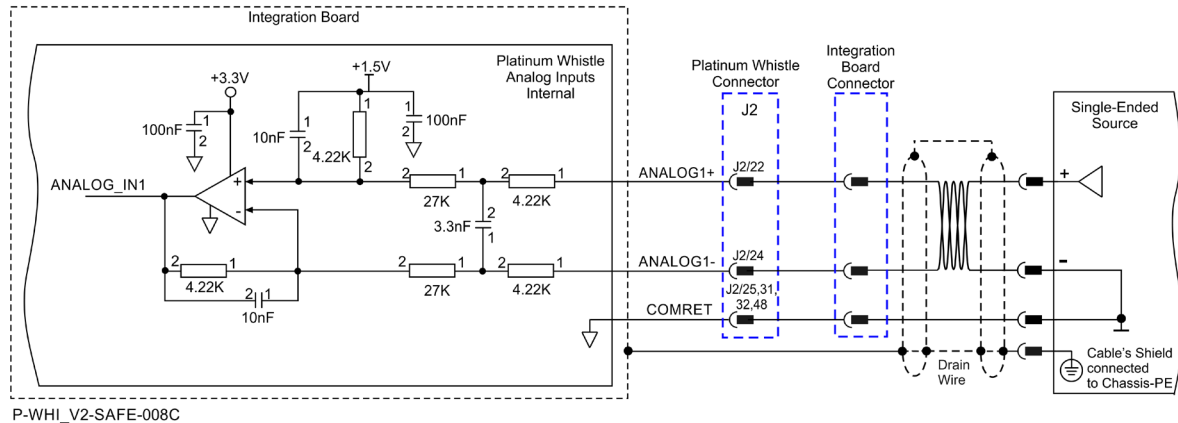 Integration Board
Platinum Whistle
Analog Inputs
Internal
+1.5V
+3.3V
1
100nF
2
1
10nF
2
1
4.22K
2
1
100nF
2
ANALOG_IN1
+
-
2
1
27K
2
1
4.22K
2
3.3nF
1
2
1
4.22K
2 1
10nF
2
1
27K
2
1
4.22K
ANALOG1+
ANALOG1-
COMRET
Platinum Whistle
Connector
J2
J2/22
J2/24
J2/25,31,
32,48
Integration
Board
Connector
Drain
Wire
Single-Ended
Source
+
-
Cable's Shield
connected
to Chassis-PE
P-WHI_V2-SAFE-008C